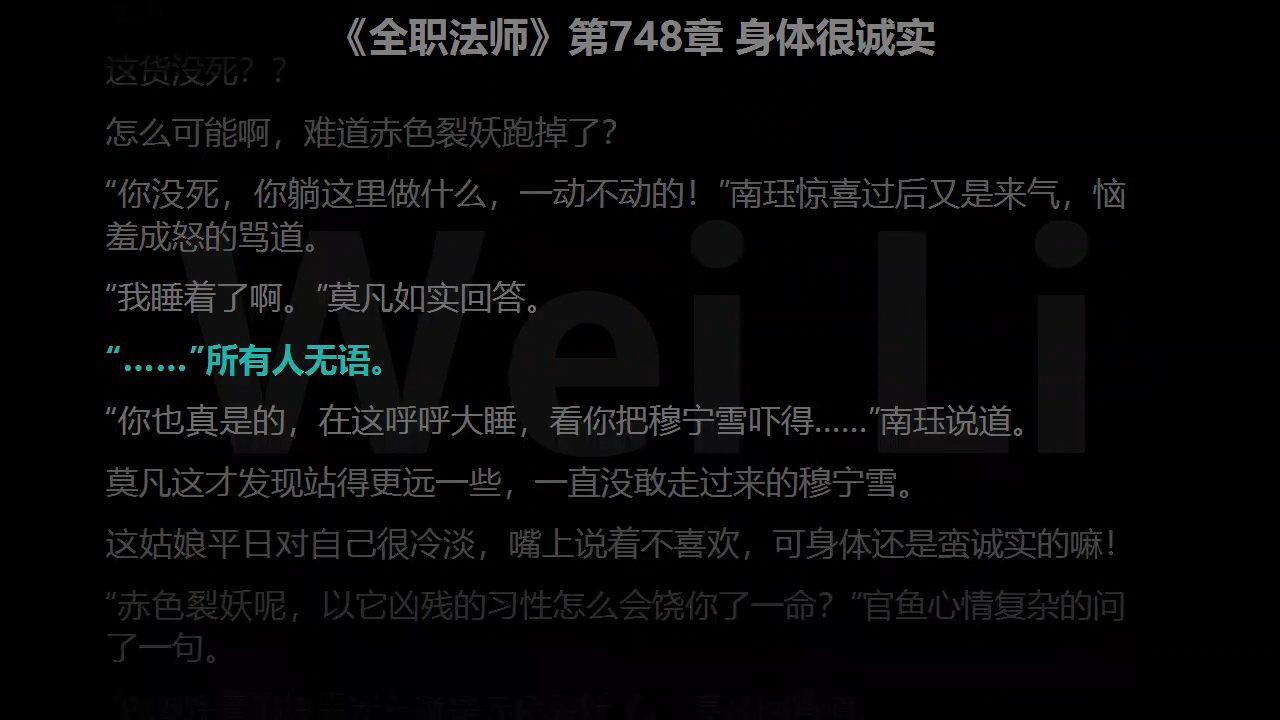 《全职法师》第748章 身体很诚实
这货没死？？
怎么可能啊，难道赤色裂妖跑掉了？
“你没死，你躺这里做什么，一动不动的！”南珏惊喜过后又是来气，恼
羞成怒的骂道。
“我睡着了啊。”莫凡如实回答。
“……”所有人无语。
“你也真是的，在这呼呼大睡，看你把穆宁雪吓得……”南珏说道。
莫凡这才发现站得更远一些，一直没敢走过来的穆宁雪。
这姑娘平日对自己很冷淡，嘴上说着不喜欢，可身体还是蛮诚实的嘛！
“赤色裂妖呢，以它凶残的习性怎么会饶你了一命？”官鱼心情复杂的问
了一句。
Wei Li